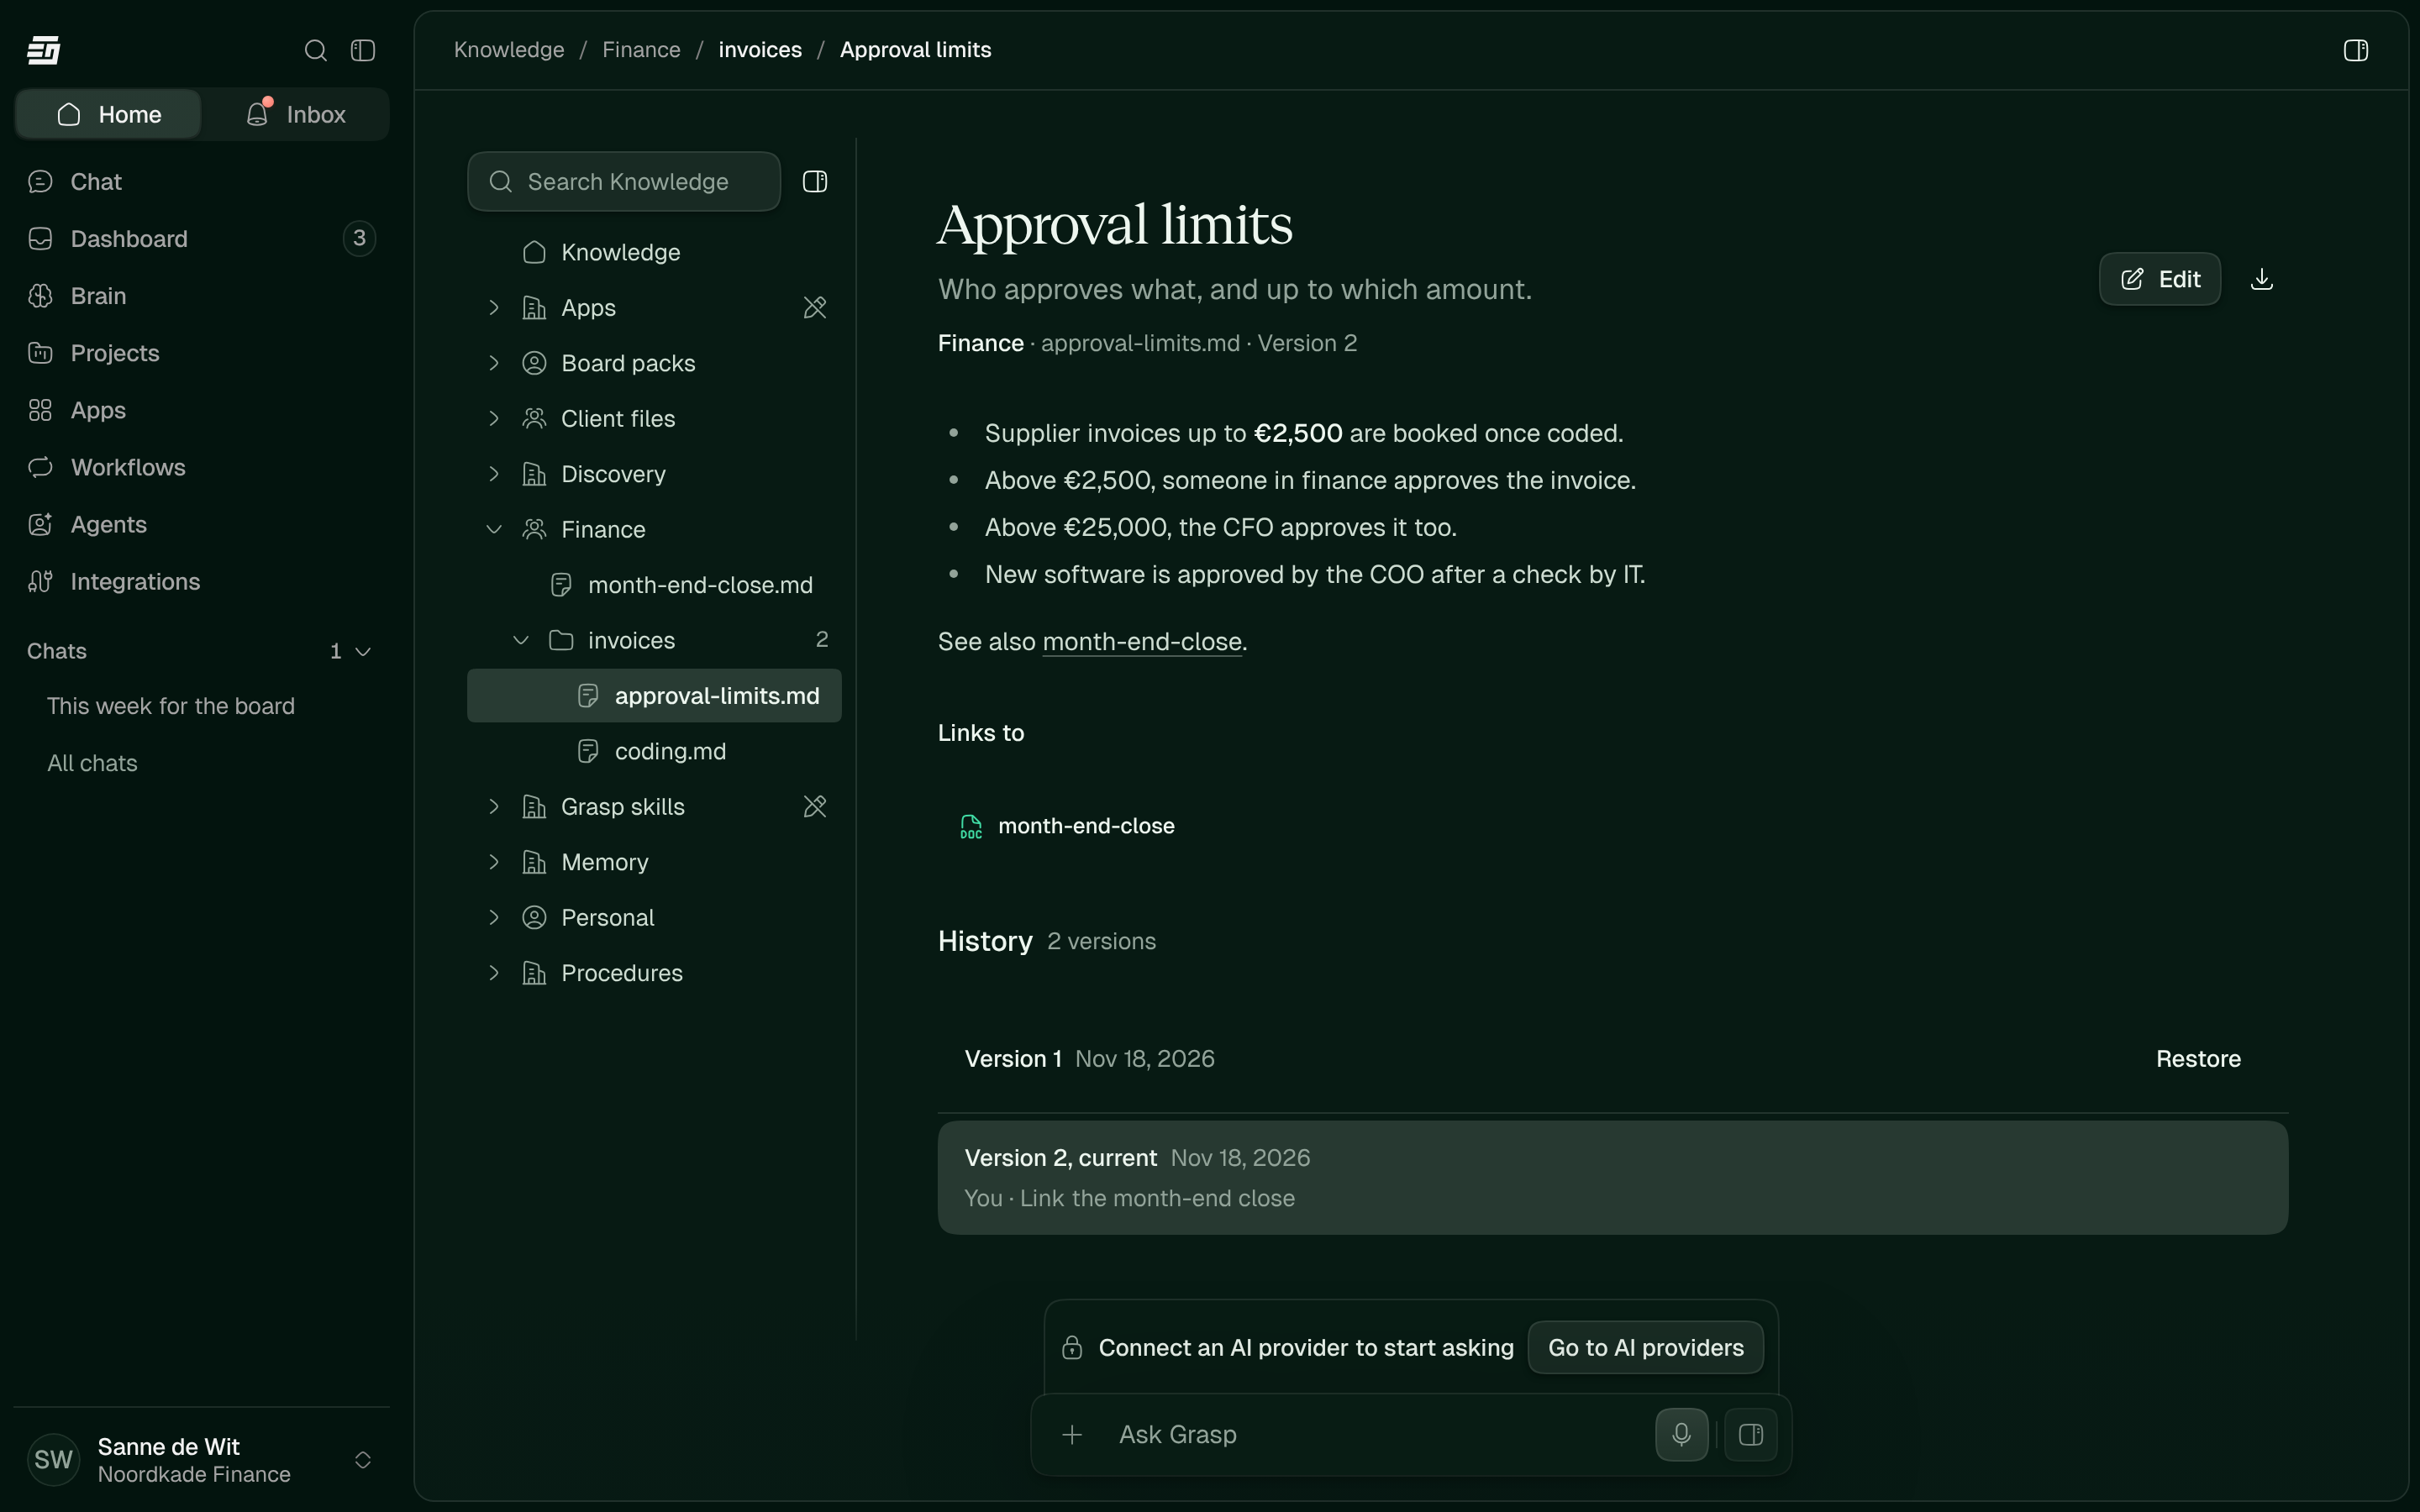 Home
Inbox
Chat
Dashboard 3
Brain
Projects
Apps
Workflows
Agents
Integrations
Chats 1
This week for the board
All chats
SW
Sanne de Wit
Noordkade Finance
Knowledge / Finance / invoices / Approval limits
Search Knowledge
Knowledge
Apps
Board packs
Client files
Discovery
Finance
month-end-close.md
invoices 2
approval-limits.md
coding.md
Grasp skills
Memory
Personal
Procedures
Approval limits
Who approves what, and up to which amount.
Finance · approval-limits.md · Version 2
Edit
• Supplier invoices up to €2,500 are booked once coded.
• Above €2,500, someone in finance approves the invoice.
• Above €25,000, the CFO approves it too.
• New software is approved by the COO after a check by IT.
See also month-end-close.
Links to
DOC month-end-close
History 2 versions
Version 1 Nov 18, 2026 Restore
Version 2, current Nov 18, 2026
You · Link the month-end close
Connect an AI provider to start asking Go to AI providers
Ask Grasp